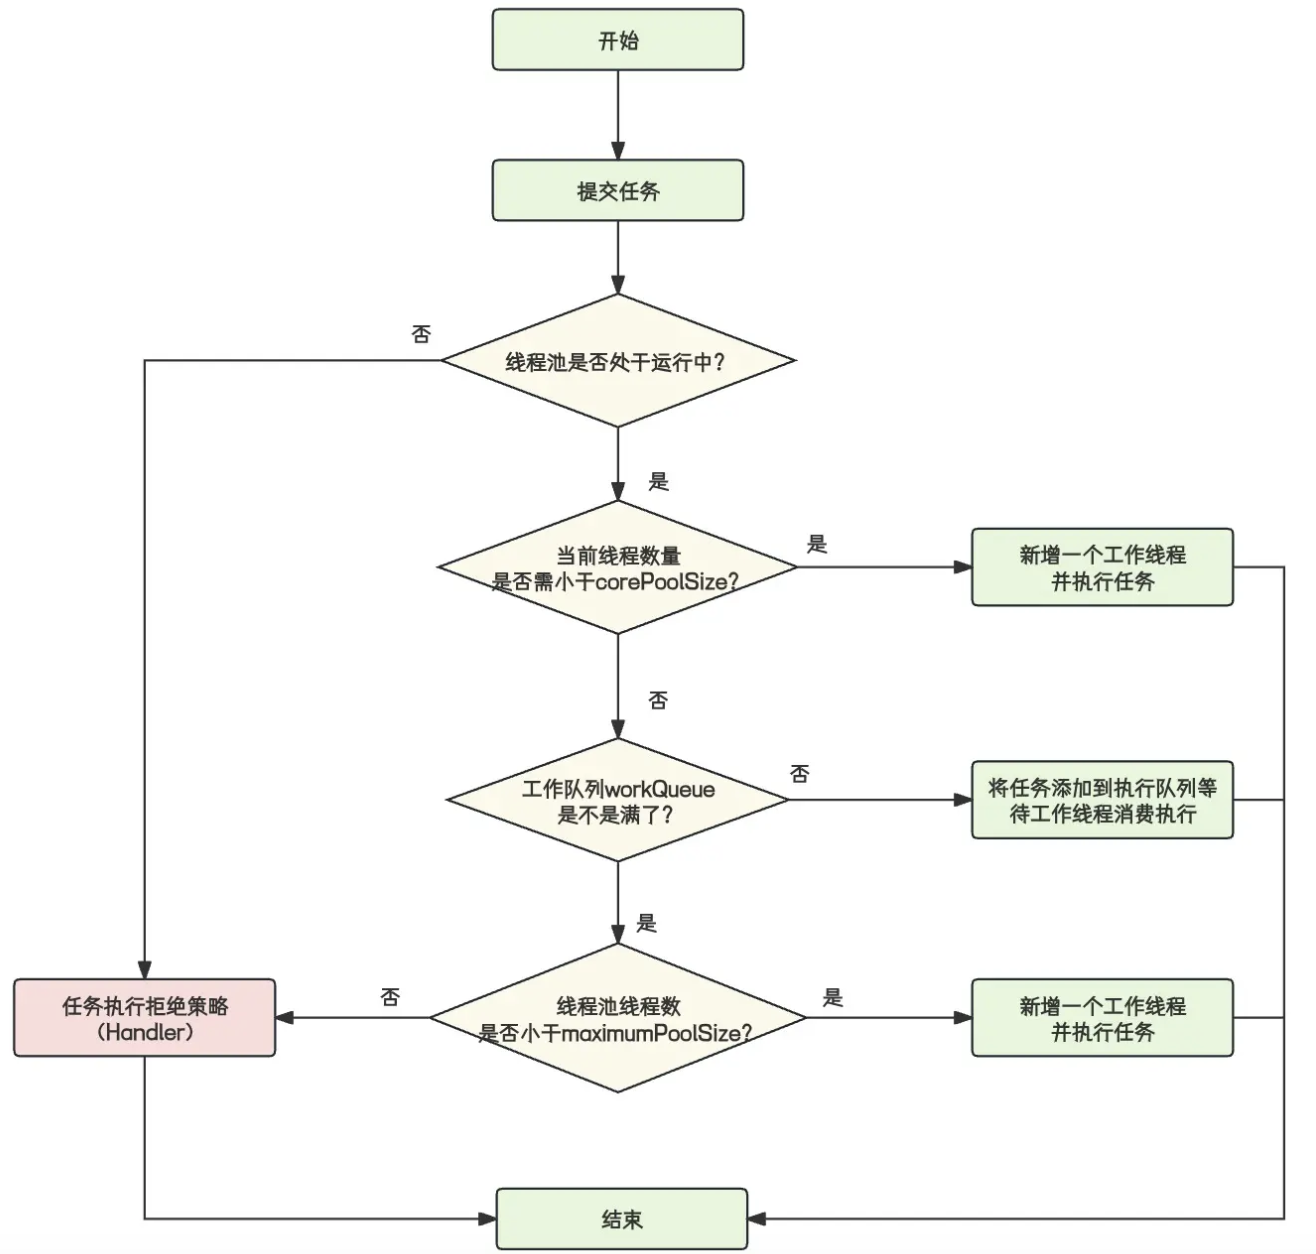 开始
提交任务
否
线程池是否处于运行中？
是
当前线程数量
是否需小于corePoolSize？
是
新增一个工作线程
并执行任务
否
工作队列workQueue
是不是满了？
否
将任务添加到执行队列等
待工作线程消费执行
是
任务执行拒绝策略
（Handler）
否
线程池线程数
是否小于maximumPoolSize？
是
新增一个工作线程
并执行任务
结束